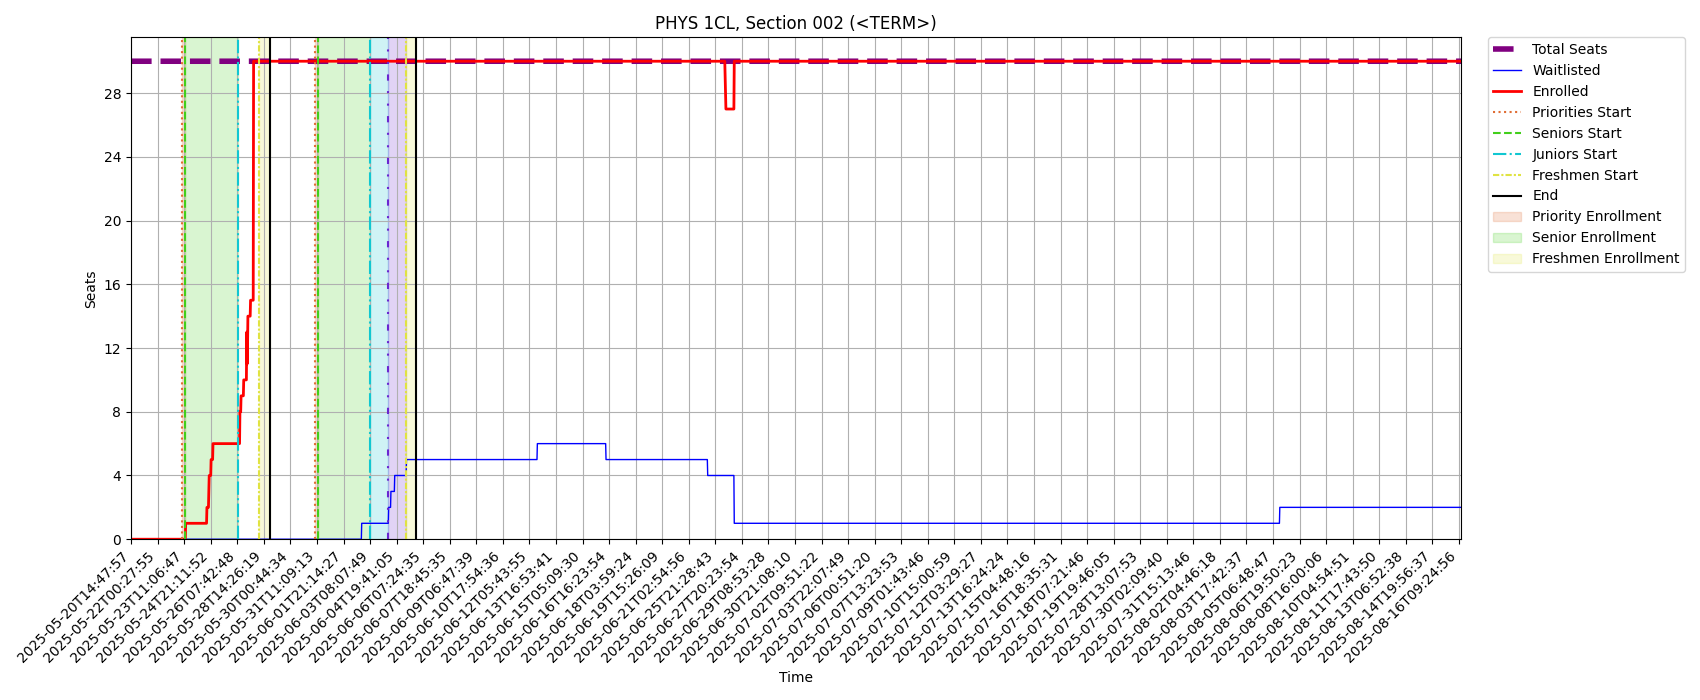 PHYS 1CL, Section 002 (<TERM>)
Total Seats
Waitlisted
Enrolled
Priorities Start
Seniors Start
Juniors Start
Freshmen Start
End
Priority Enrollment
Senior Enrollment
Freshmen Enrollment
Seats
28
24
20
16
12
8
4
0
2025-05-20T14:47:57
2025-05-22T00:27:55
2025-05-23T11:06:47
2025-05-24T21:11:52
2025-05-26T07:42:48
2025-05-28T14:26:19
2025-05-30T00:44:34
2025-05-31T11:09:13
2025-06-01T21:14:27
2025-06-03T08:07:49
2025-06-04T19:41:05
2025-06-06T07:24:35
2025-06-07T18:45:35
2025-06-09T06:47:39
2025-06-10T17:54:36
2025-06-12T05:43:55
2025-06-13T16:53:41
2025-06-15T05:09:30
2025-06-16T16:23:54
2025-06-18T03:59:24
2025-06-19T15:26:09
2025-06-21T02:54:56
2025-06-25T21:28:43
2025-06-27T20:23:54
2025-06-29T08:53:28
2025-06-30T21:08:10
2025-07-02T09:51:22
2025-07-03T22:07:49
2025-07-06T00:51:20
2025-07-07T13:23:53
2025-07-09T01:43:46
2025-07-10T15:00:59
2025-07-12T03:29:27
2025-07-13T16:24:24
2025-07-15T04:48:16
2025-07-16T18:35:31
2025-07-18T07:21:46
2025-07-19T19:46:05
2025-07-28T13:07:53
2025-07-30T02:09:40
2025-07-31T15:13:46
2025-08-02T04:46:18
2025-08-03T17:42:37
2025-08-05T06:48:47
2025-08-06T19:50:23
2025-08-08T16:00:06
2025-08-10T04:54:51
2025-08-11T17:43:50
2025-08-13T06:52:38
2025-08-14T19:56:37
2025-08-16T09:24:56
Time